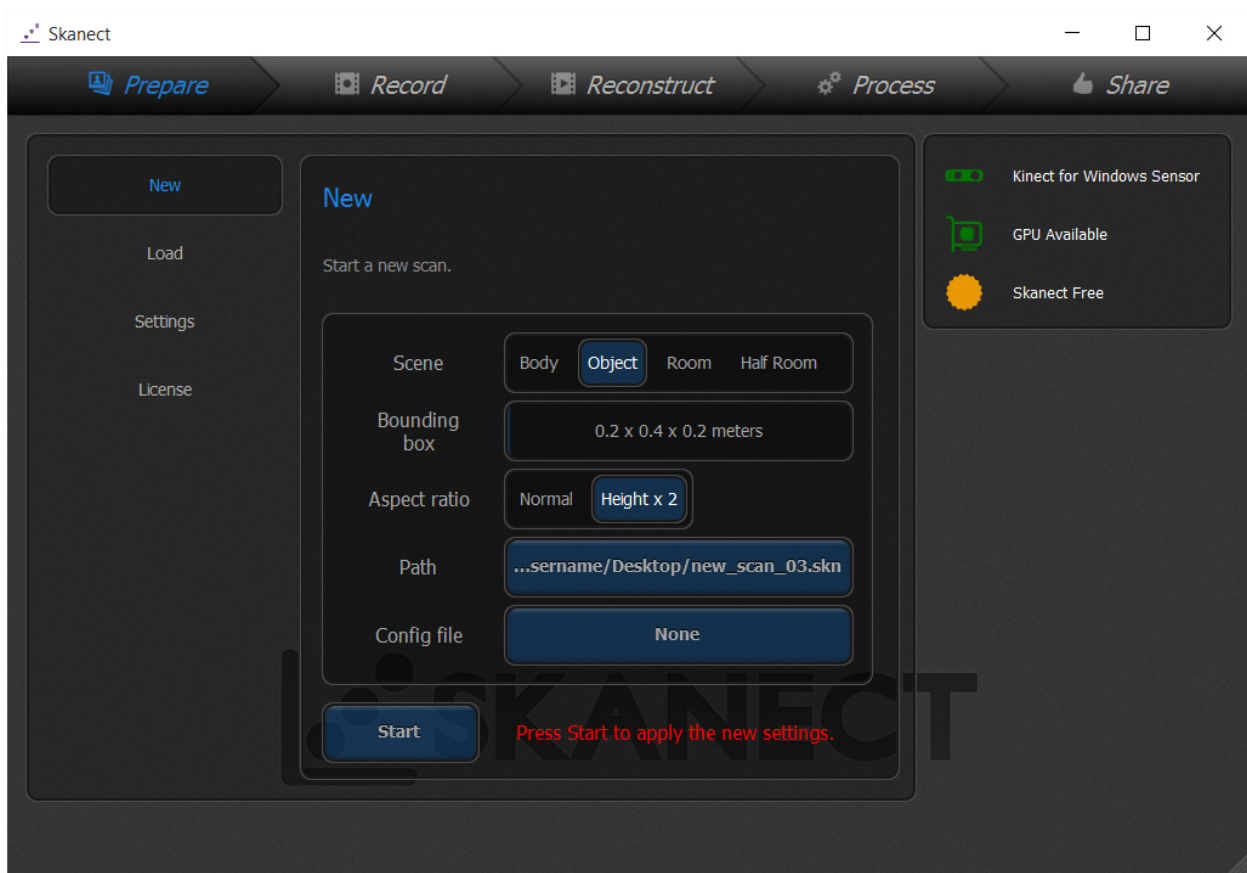 Skanect
Prepare Record Reconstruct Process Share
New
Load
Settings
License
New
Start a new scan.
Scene Body Object Room Half Room
Bounding
box
0.2 x 0.4 x 0.2 meters
Aspect ratio Normal Height x 2
Path ...sername/Desktop/new_scan_03.skn
Config file None
Start Press Start to apply the new settings.
SKANECT
Kinect for Windows Sensor
GPU Available
Skanect Free